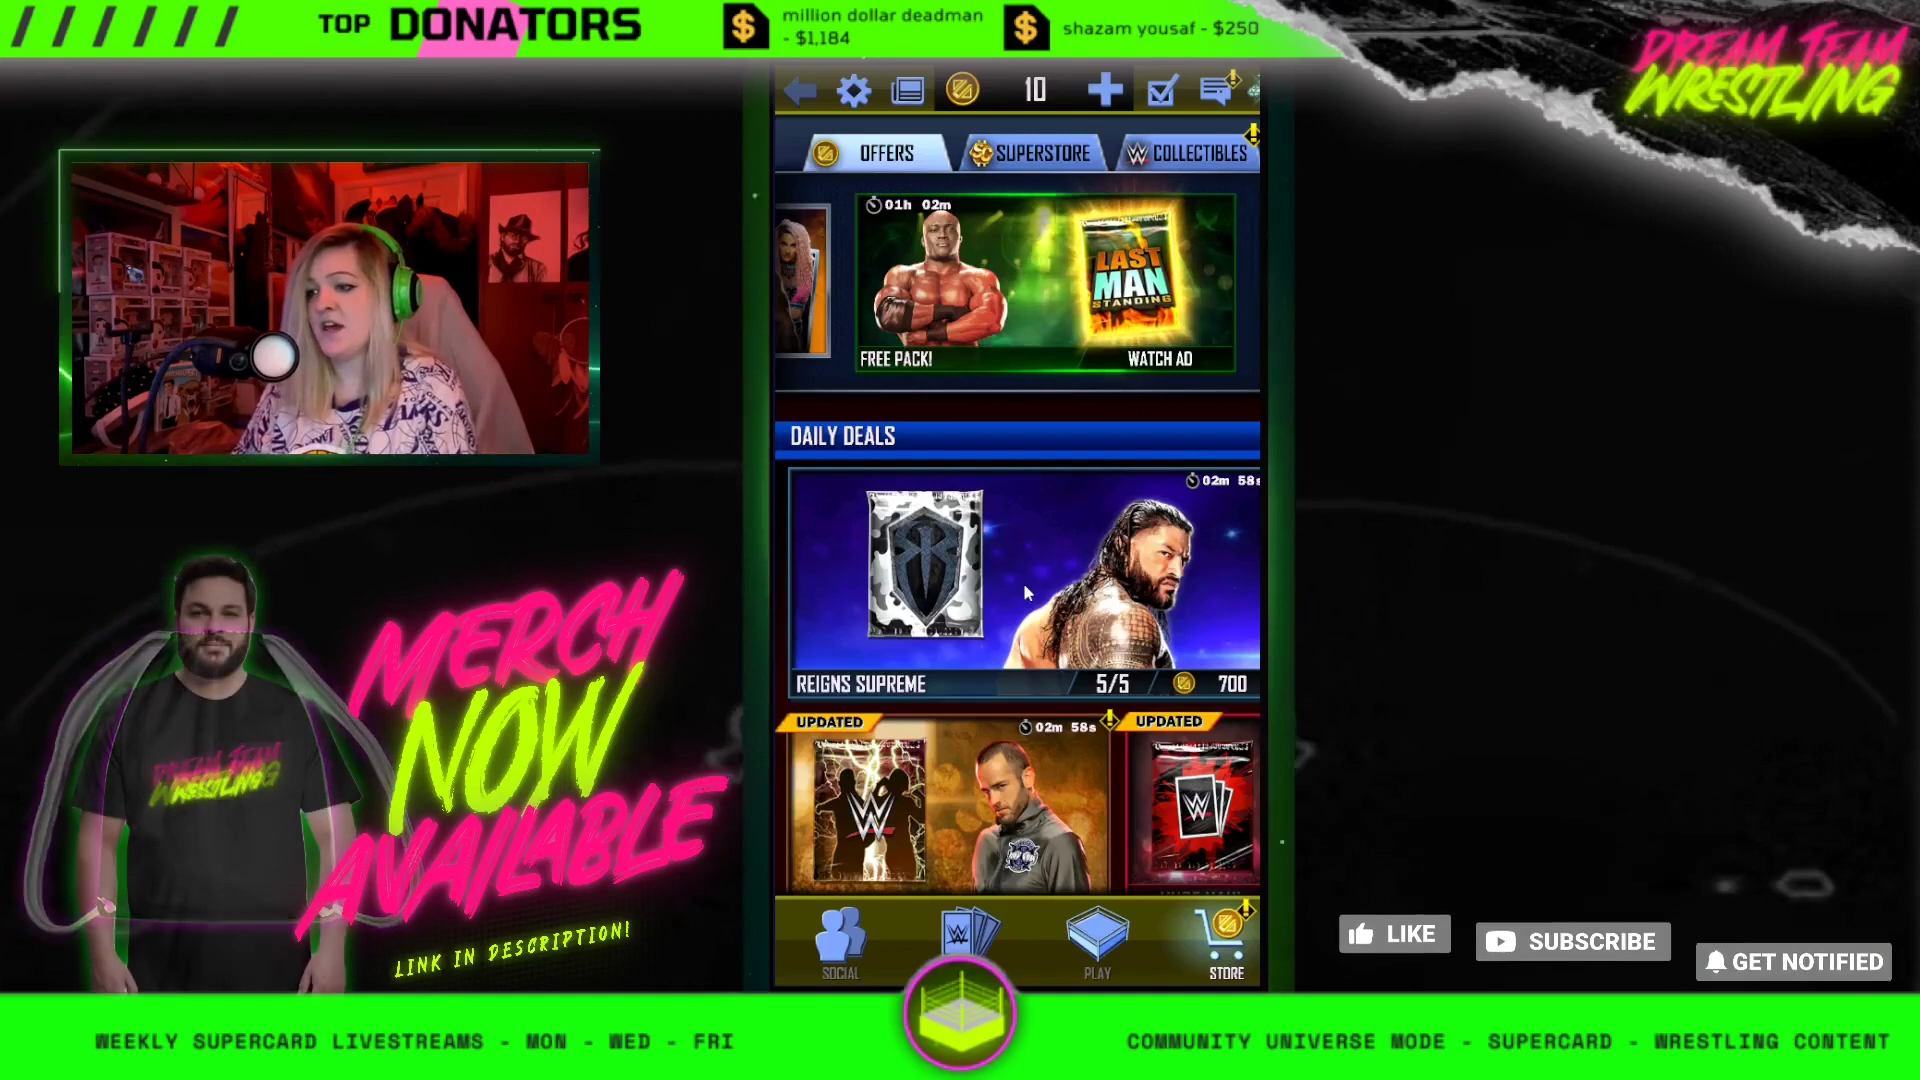 TOP DONATORS
million dollar deadman
- $1,184
shazam yousaf - $250
DREAM TEAM
WRESTLING
10
OFFERS
SUPERSTORE
COLLECTIBLES
01h 02m
LAST
MAN
STANDING
FREE PACK!
WATCH AD
DAILY DEALS
02m 58s
REIGNS SUPREME
5/5
700
UPDATED
02m 58s
UPDATED
MERCH
NOW
AVAILABLE
LINK IN DESCRIPTION!
DREAM TEAM
WRESTLING
SOCIAL
PLAY
STORE
LIKE
SUBSCRIBE
GET NOTIFIED
WEEKLY SUPERCARD LIVESTREAMS - MON - WED - FRI
COMMUNITY UNIVERSE MODE - SUPERCARD - WRESTLING CONTENT